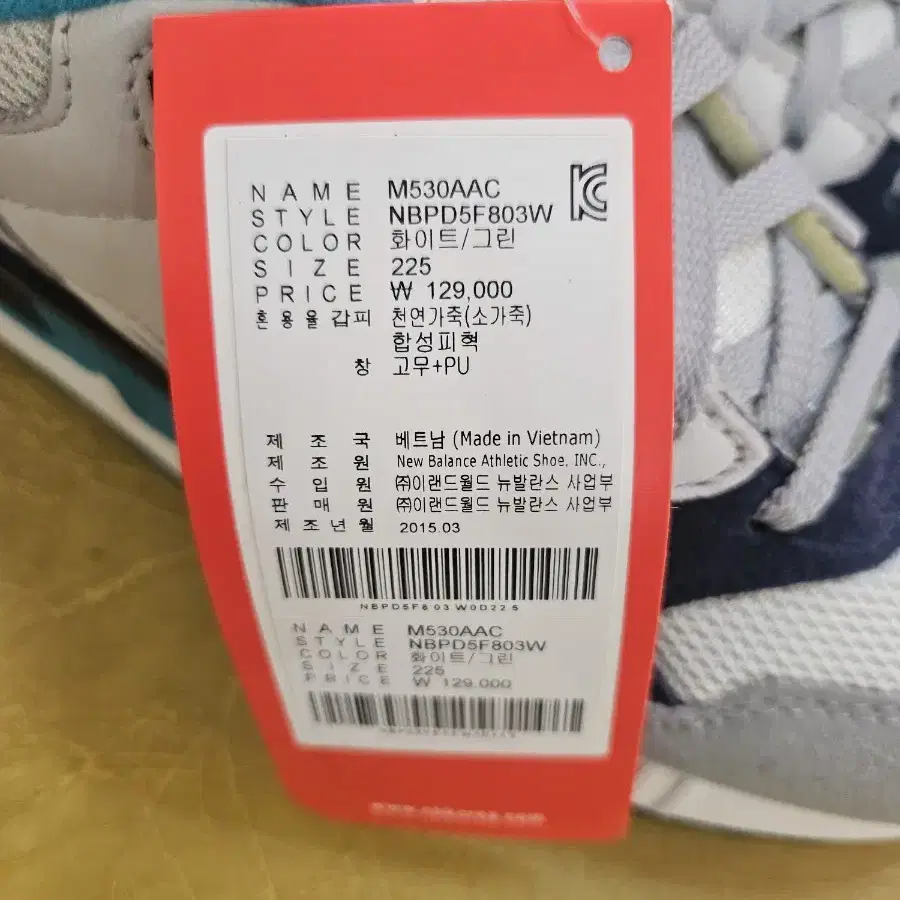 NAME M530AAC
STYLE NBPD5F803W
COLOR 화이트/그린
SIZE 225
PRICE ₩ 129,000
혼용율 갑피 천연가죽(소가죽)
합성피혁
창 고무+PU
제조국 베트남 (Made in Vietnam)
제조원 New Balance Athletic Shoe. INC.,
수입원 ㈜이랜드월드 뉴발란스 사업부
판매원 ㈜이랜드월드 뉴발란스 사업부
제조년월 2015.03
NBPD5F803W0D225
NAME M530AAC
STYLE NBPD5F803W
COLOR 화이트/그린
SIZE 225
PRICE ₩ 129,000